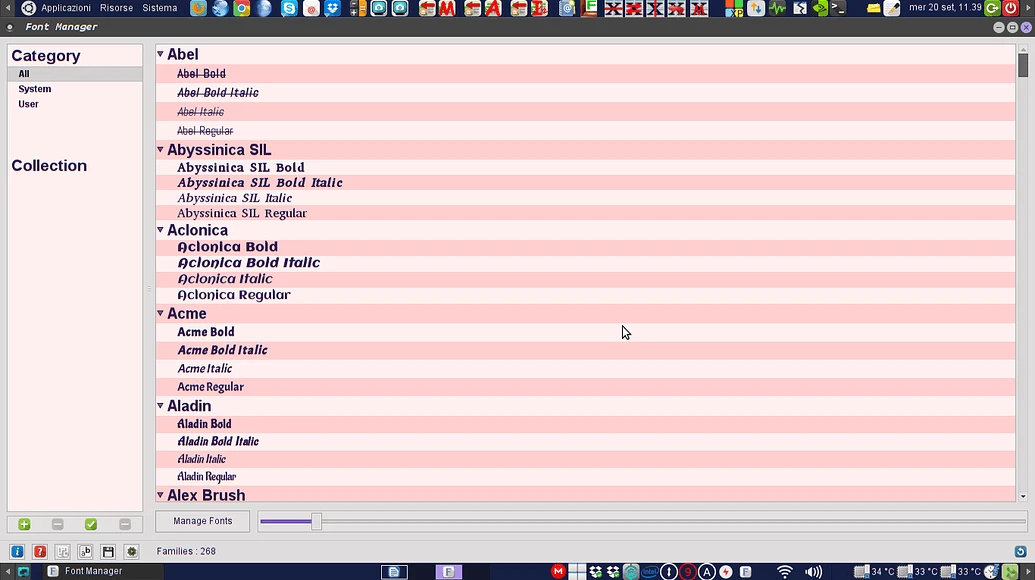 Applicazioni Risorse Sistema
mer 20 set, 11.39
Font Manager
Category
All
System
User
Collection
Abel
Abel Bold
Abel Bold Italic
Abel Italic
Abel Regular
Abyssinica SIL
Abyssinica SIL Bold
Abyssinica SIL Bold Italic
Abyssinica SIL Italic
Abyssinica SIL Regular
Aclonica
Aclonica Bold
Aclonica Bold Italic
Aclonica Italic
Aclonica Regular
Acme
Acme Bold
Acme Bold Italic
Acme Italic
Acme Regular
Aladin
Aladin Bold
Aladin Bold Italic
Aladin Italic
Aladin Regular
Alex Brush
Manage Fonts
Families : 268
Font Manager
34 °C 33 °C 33 °C